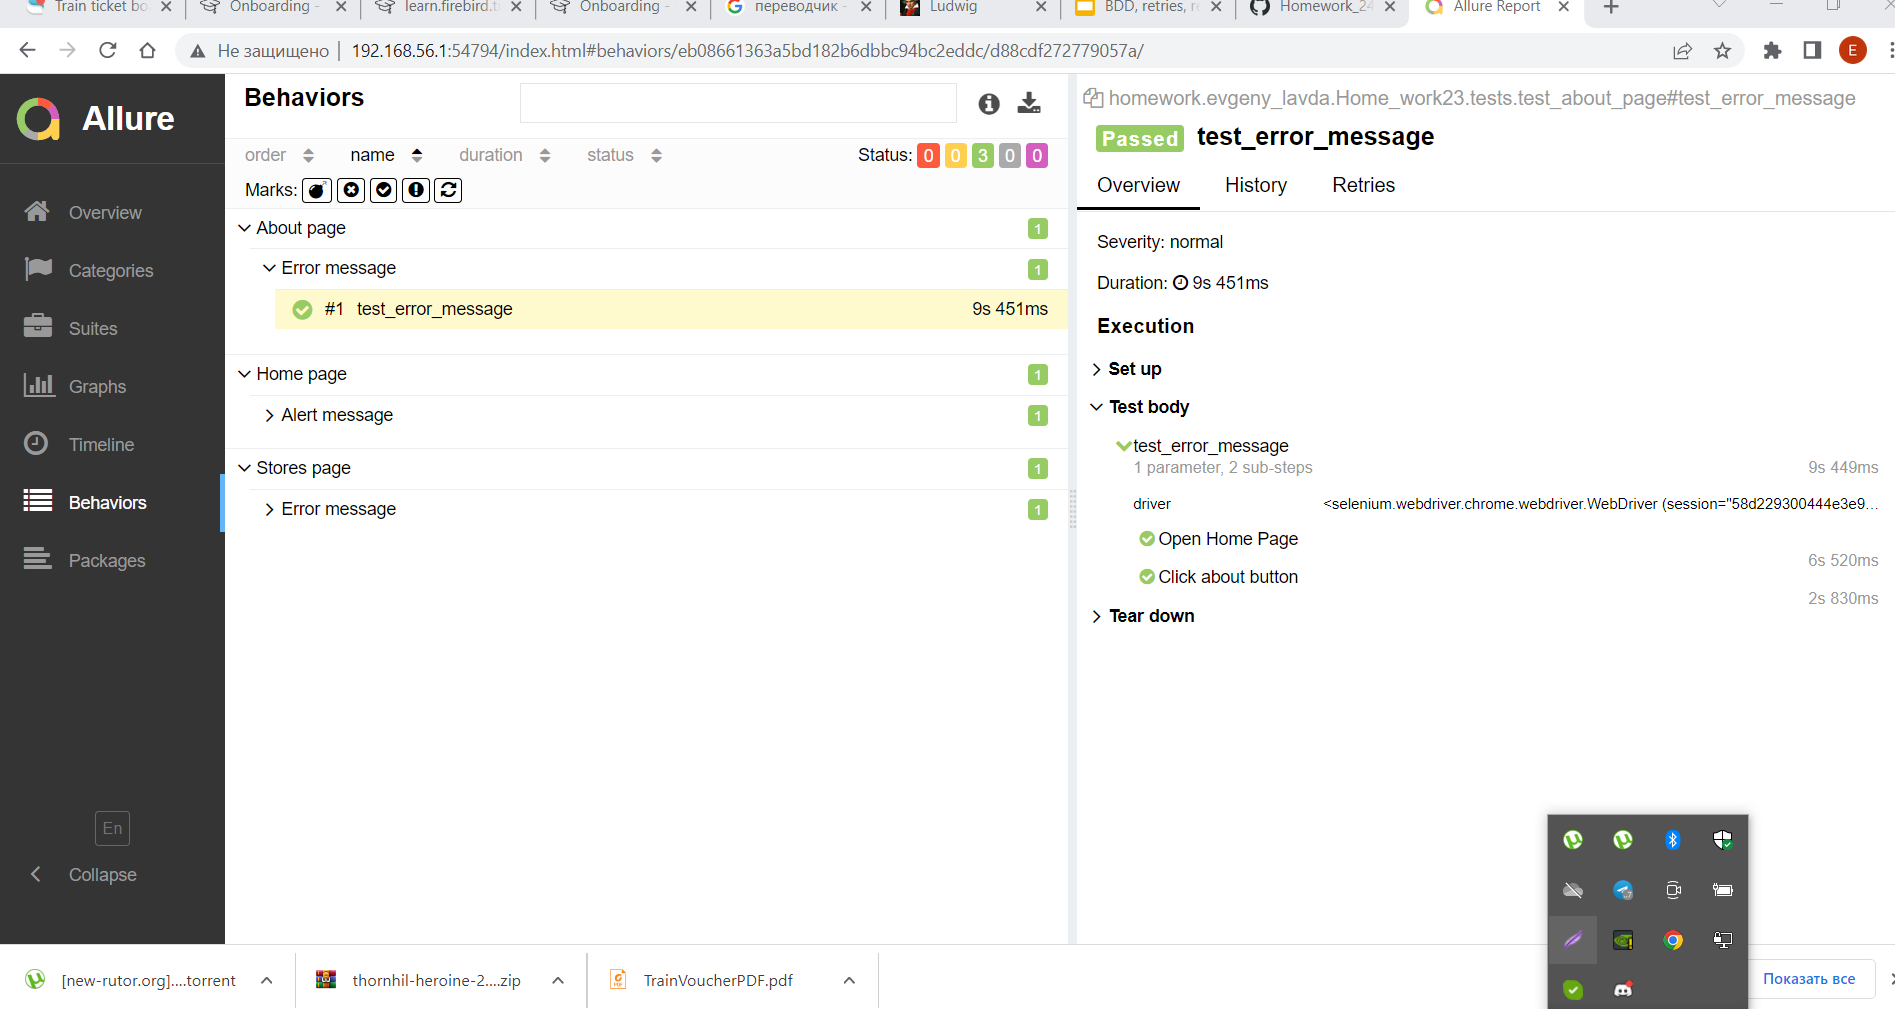 Train ticket bo
Onboarding -
learn.firebird.t
Onboarding -
переводчик -
Ludwig
BDD, retries, r
Homework_24
Allure Report
Не защищено
192.168.56.1:54794/index.html#behaviors/eb08661363a5bd182b6dbbc94bc2eddc/d88cdf272779057a/
E
Allure
Overview
Categories
Suites
Graphs
Timeline
Behaviors
Packages
En
Collapse
Behaviors
order name duration status
Status: 0 0 3 0 0
Marks:
About page 1
Error message 1
#1 test_error_message 9s 451ms
Home page 1
Alert message 1
Stores page 1
Error message 1
homework.evgeny_lavda.Home_work23.tests.test_about_page#test_error_message
Passed test_error_message
Overview History Retries
Severity: normal
Duration: 9s 451ms
Execution
Set up
Test body
test_error_message
1 parameter, 2 sub-steps 9s 449ms
driver <selenium.webdriver.chrome.webdriver.WebDriver (session="58d229300444e3e9...
Open Home Page
6s 520ms
Click about button
2s 830ms
Tear down
[new-rutor.org]....torrent
thornhil-heroine-2....zip
TrainVoucherPDF.pdf
Показать все